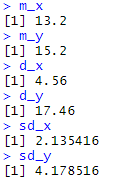 > m_x
[1] 13.2
> m_y
[1] 15.2
> d_x
[1] 4.56
> d_y
[1] 17.46
> sd_x
[1] 2.135416
> sd_y
[1] 4.178516